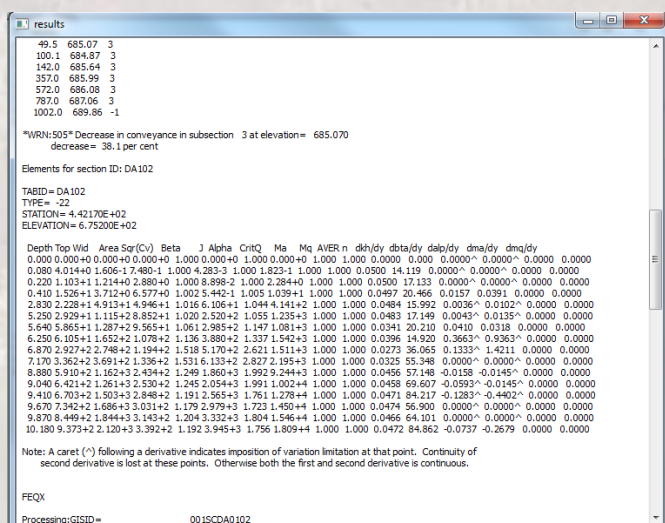 results
49.5 685.07 3
100.1 684.87 3
142.0 685.64 3
357.0 685.99 3
572.0 686.08 3
787.0 687.06 3
1002.0 689.86 -1
*WRN:505* Decrease in conveyance in subsection 3 at elevation= 685.070
decrease= 38.1 per cent
Elements for section ID: DA102
TABID= DA102
TYPE= -22
STATION= 4.42170E+02
ELEVATION= 6.75200E+02
Depth Top Wid Area Sqr(Cv) Beta J Alpha CritQ Ma Mq AVER n dkh/dy dbta/dy dalp/dy dma/dy dmq/dy
0.000 0.000+0 0.000+0 0.000+0 1.000 0.000+0 1.000 0.000+0 1.000 1.000 0.0000 0.000 0.0000^ 0.0000^ 0.0000 0.0000
0.080 4.014+0 1.606-1 7.480-1 1.000 4.283-3 1.000 1.823-1 1.000 1.000 0.0500 14.119 0.0000^ 0.0000^ 0.0000 0.0000
0.220 1.103+1 1.214+0 2.880+0 1.000 8.898-2 1.000 2.284+0 1.000 1.000 0.0500 17.133 0.0000^ 0.0000^ 0.0000 0.0000
0.410 1.526+1 3.712+0 6.577+0 1.002 5.442-1 1.005 1.039+1 1.000 1.000 0.0497 20.466 0.0157 0.0391 0.0000 0.0000
2.830 2.228+1 4.913+1 4.946+1 1.016 6.106+1 1.044 4.141+2 1.000 1.000 0.0484 15.992 0.0036^ 0.0102^ 0.0000 0.0000
5.250 2.929+1 1.115+2 8.852+1 1.020 2.520+2 1.055 1.235+3 1.000 1.000 0.0483 17.149 0.0043^ 0.0135^ 0.0000 0.0000
5.640 5.865+1 1.287+2 9.565+1 1.061 2.985+2 1.147 1.081+3 1.000 1.000 0.0341 20.210 0.0410 0.0318 0.0000 0.0000
6.250 6.105+1 1.652+2 1.078+2 1.136 3.880+2 1.337 1.542+3 1.000 1.000 0.0396 14.920 0.3663^ 0.9363^ 0.0000 0.0000
6.870 2.927+2 2.748+2 1.194+2 1.518 5.170+2 2.621 1.511+3 1.000 1.000 0.0273 36.065 0.1333^ 1.4211 0.0000 0.0000
7.170 3.362+2 3.691+2 1.336+2 1.531 6.133+2 2.827 2.195+3 1.000 1.000 0.0325 55.348 0.0000^ 0.0000^ 0.0000 0.0000
8.880 5.910+2 1.162+3 2.434+2 1.249 1.860+3 1.992 9.244+3 1.000 1.000 0.0456 57.148 -0.0158 -0.0145^ 0.0000 0.0000
9.040 6.421+2 1.261+3 2.530+2 1.245 2.054+3 1.991 1.002+4 1.000 1.000 0.0458 69.607 -0.0593^ -0.0145^ 0.0000 0.0000
9.410 6.703+2 1.503+3 2.848+2 1.191 2.565+3 1.761 1.278+4 1.000 1.000 0.0471 84.217 -0.1283^ -0.4402^ 0.0000 0.0000
9.670 7.342+2 1.686+3 3.031+2 1.179 2.979+3 1.723 1.450+4 1.000 1.000 0.0474 56.900 0.0000^ 0.0000^ 0.0000 0.0000
9.870 8.449+2 1.844+3 3.143+2 1.204 3.332+3 1.804 1.546+4 1.000 1.000 0.0466 64.101 0.0000^ 0.0000^ 0.0000 0.0000
10.180 9.373+2 2.120+3 3.392+2 1.192 3.945+3 1.756 1.809+4 1.000 1.000 0.0472 84.862 -0.0737 -0.2679 0.0000 0.0000
Note: A caret (^) following a derivative indicates imposition of variation limitation at that point. Continuity of
second derivative is lost at these points. Otherwise both the first and second derivative is continuous.
FEQX
Processing:GISID= 001SCDA0102